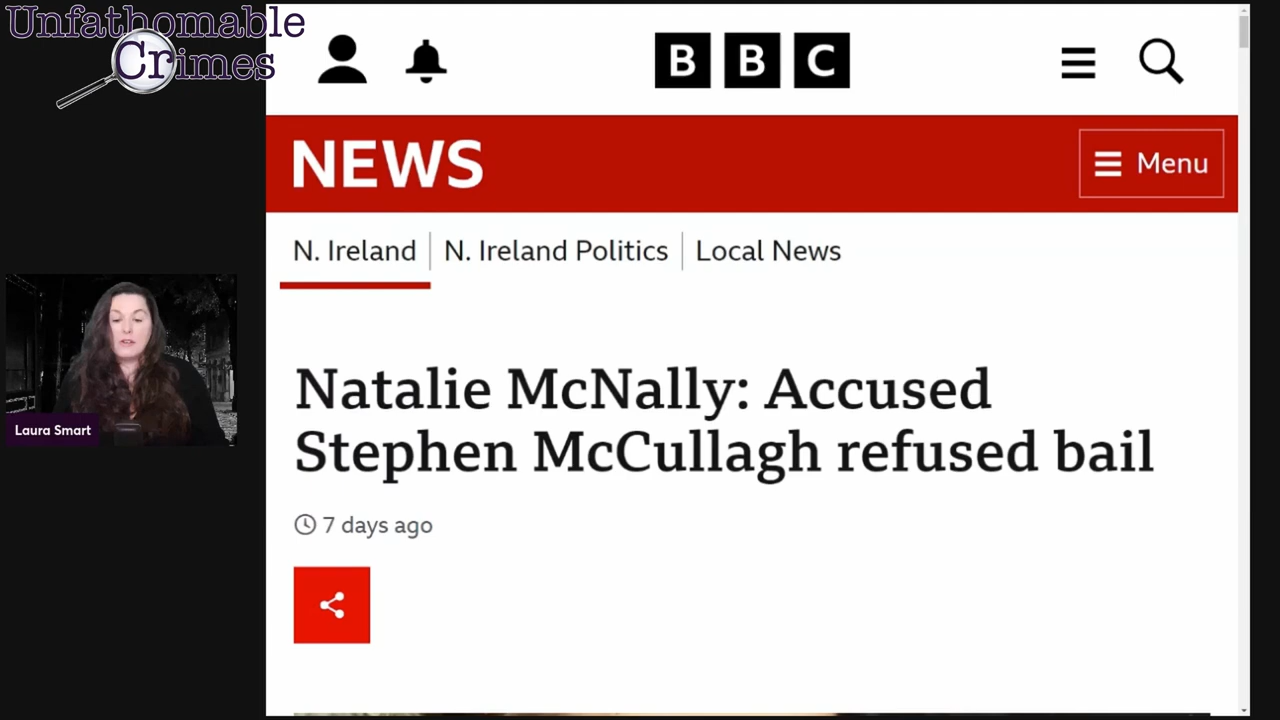 Unfathomable
Crimes
BBC
NEWS
Menu
N. Ireland
N. Ireland Politics
Local News
Natalie McNally: Accused
Stephen McCullagh refused bail
7 days ago
Laura Smart